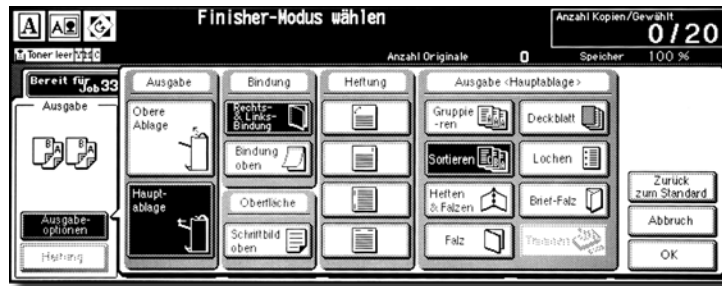 A A Finisher-Modus wählen
Anzahl Kopien/Gewählt
0/20
Toner leer Y M C
Anzahl Originale 0 Speicher 100 %
Bereit für Job 33
Ausgabe
B A B A
Ausgabe-
optionen
Heftung
Ausgabe
Obere
Ablage
Haupt-
ablage
Bindung
Rechts-
& Links-
Bindung
Bindung
oben
Oberfläche
Schriftbild
oben
Heftung
Ausgabe <Hauptablage>
Gruppie
-ren
Deckblatt
Sortieren
Lochen
Heften
& Falzen
Brief-Falz
Falz
Zurück
zum Standard
Abbruch
OK